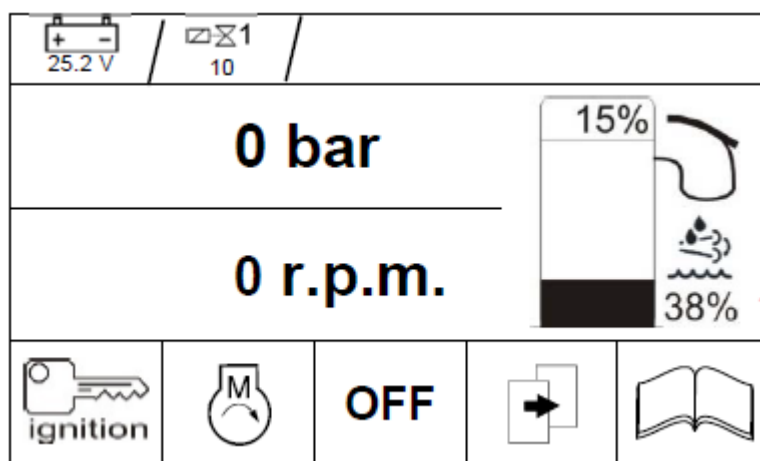 + -
25.2 V
1
10
0 bar
15%
0 r.p.m.
38%
ignition
M
OFF